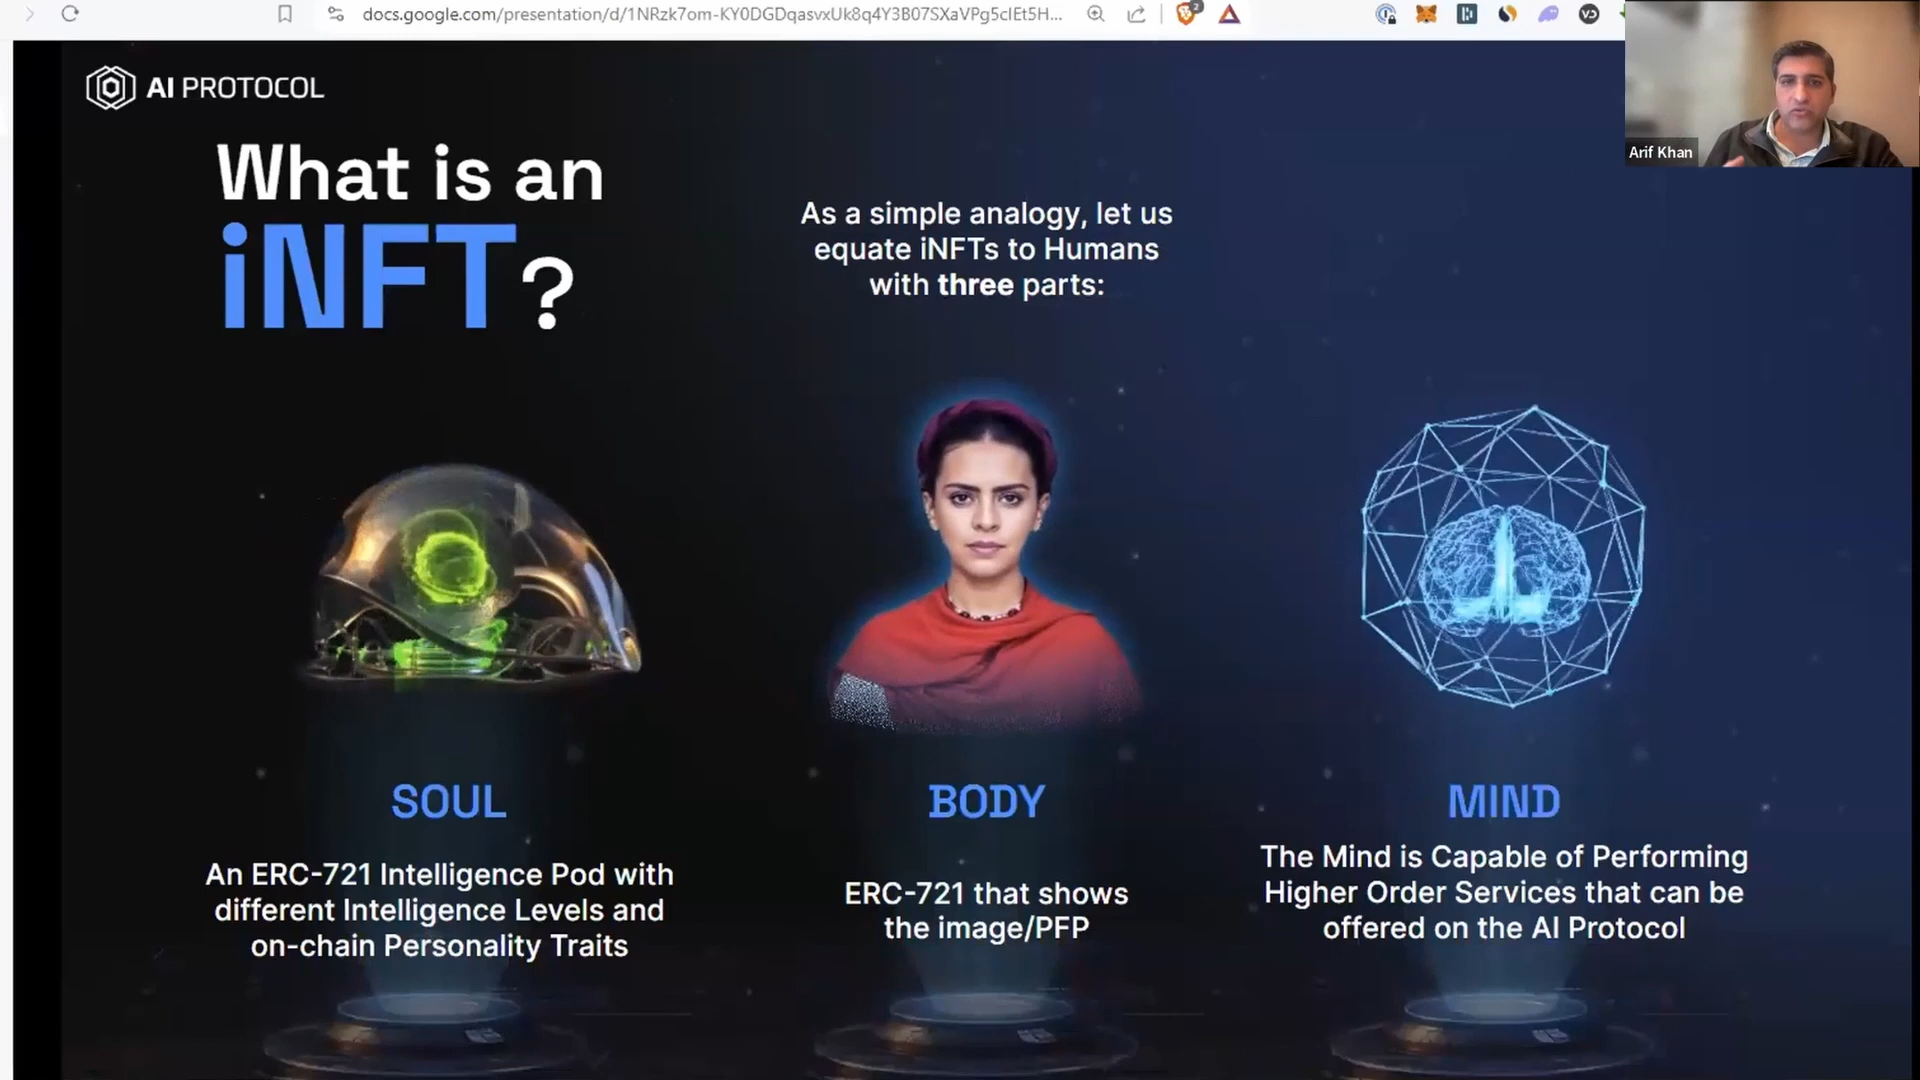 docs.google.com/presentation/d/1NRzk7om-KY0DGDqasvxUk8q4Y3B07SXaVPg5cIEt5H...
2
Arif Khan
AI PROTOCOL
What is an
iNFT?
As a simple analogy, let us
equate iNFTs to Humans
with three parts:
SOUL
An ERC-721 Intelligence Pod with
different Intelligence Levels and
on-chain Personality Traits
BODY
ERC-721 that shows
the image/PFP
MIND
The Mind is Capable of Performing
Higher Order Services that can be
offered on the AI Protocol